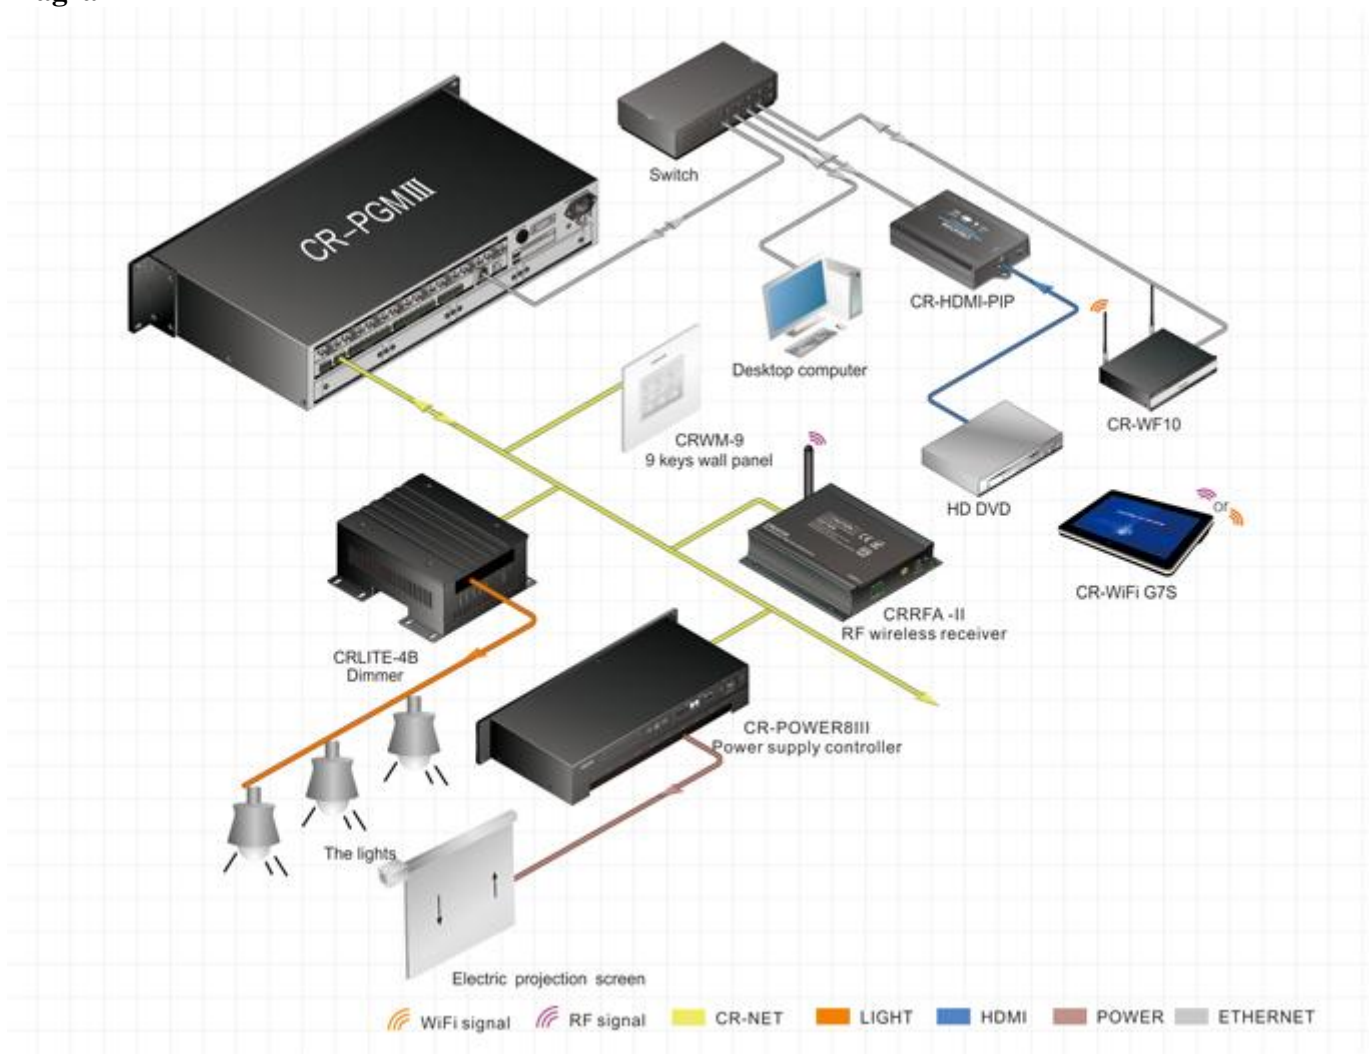 Switch
CR-PGMIII
CR-HDMI-PIP
Desktop computer
CR-WF10
CRWM-9
9 keys wall panel
HD DVD
or
CR-WiFi G7S
CRRFA -II
RF wireless receiver
CRLITE-4B
Dimmer
CR-POWER8III
Power supply controller
The lights
Electric projection screen
WiFi signal RF signal CR-NET LIGHT HDMI POWER ETHERNET